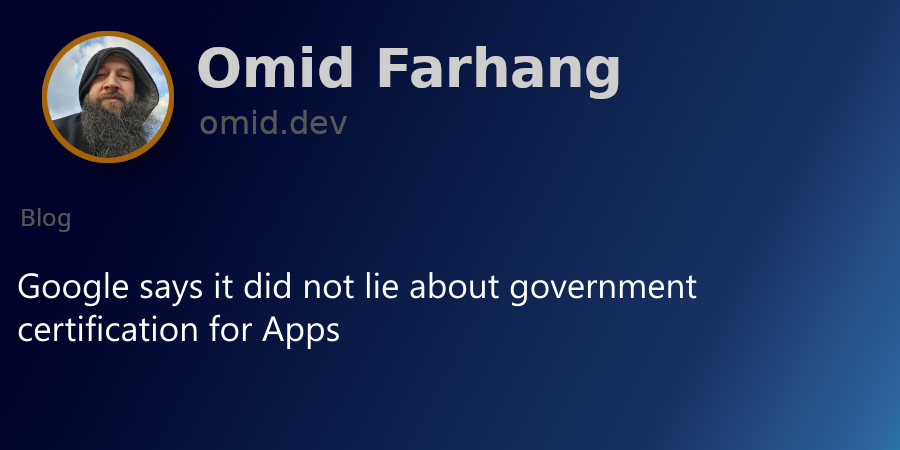 Omid Farhang
omid.dev
Blog
Google says it did not lie about government
certification for Apps